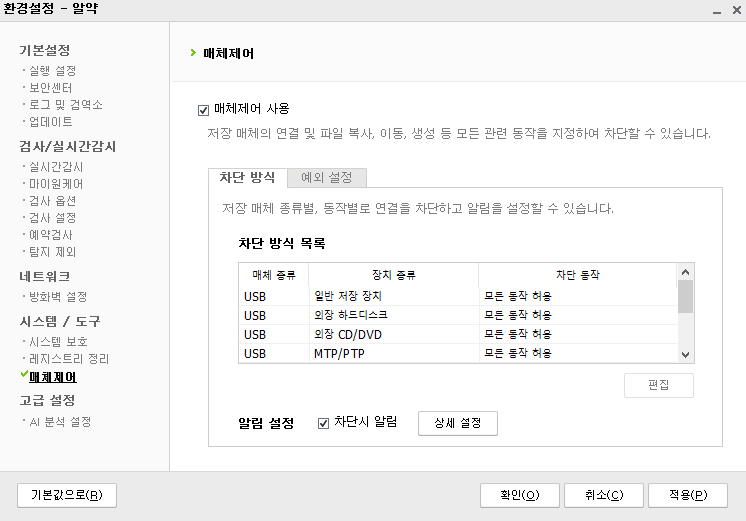 환경설정 - 알약
기본설정
실행 설정
보안센터
로그 및 검역소
업데이트
검사/실시간감시
실시간감시
마이원케어
검사 옵션
검사 설정
예약검사
탐지 제외
네트워크
방화벽 설정
시스템 / 도구
시스템 보호
레지스트리 정리
매체제어
고급 설정
AI 분석 설정
매체제어
매체제어 사용
저장 매체의 연결 및 파일 복사, 이동, 생성 등 모든 관련 동작을 지정하여 차단할 수 있습니다.
차단 방식 예외 설정
저장 매체 종류별, 동작별로 연결을 차단하고 알림을 설정할 수 있습니다.
차단 방식 목록
매체 종류 장치 종류 차단 동작
USB 일반 저장 장치 모든 동작 허용
USB 외장 하드디스크 모든 동작 허용
USB 외장 CD/DVD 모든 동작 허용
USB MTP/PTP 모든 동작 허용
편집
알림 설정 차단시 알림 상세 설정
기본값으로(R) 확인(O) 취소(C) 적용(P)